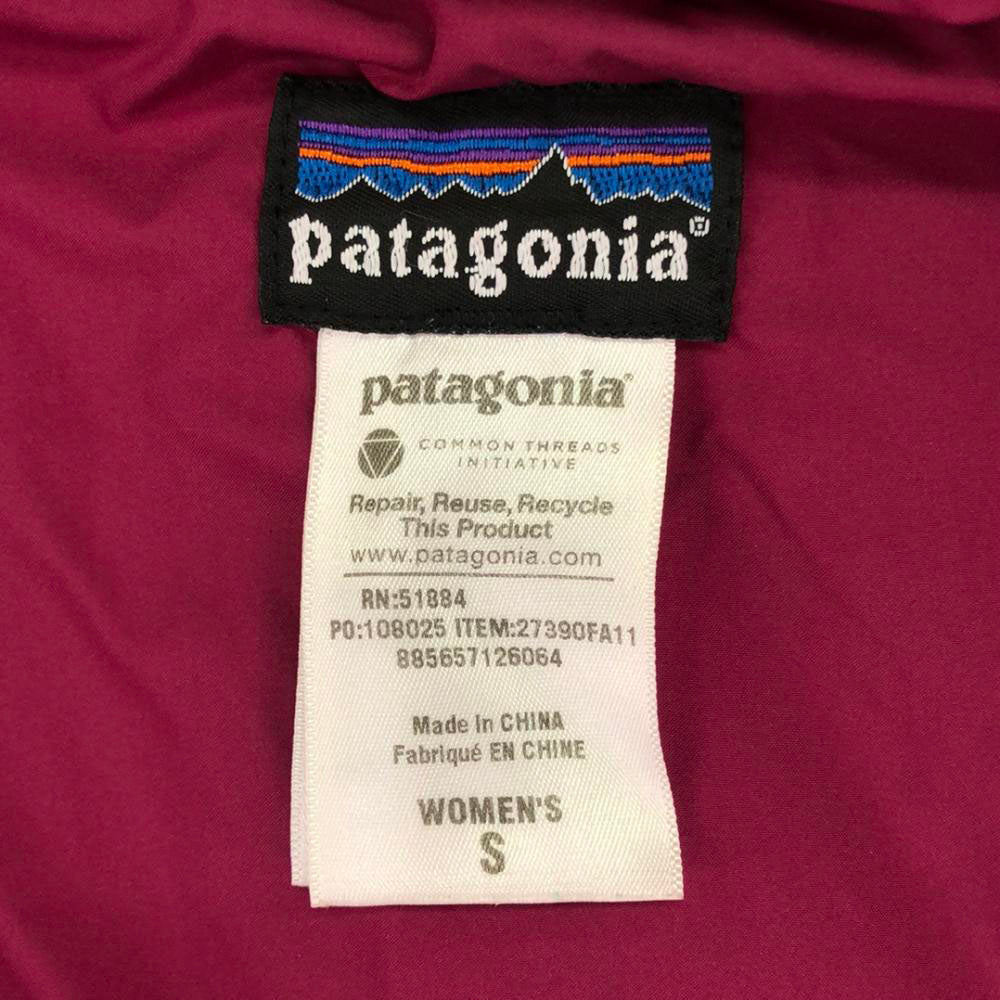 patagonia®
patagonia®
COMMON THREADS
INITIATIVE
Repair, Reuse, Recycle
This Product
www.patagonia.com
RN:51884
PO:108025 ITEM:27390FA11
885657126064
Made in CHINA
Fabriqué EN CHINE
WOMEN'S
S